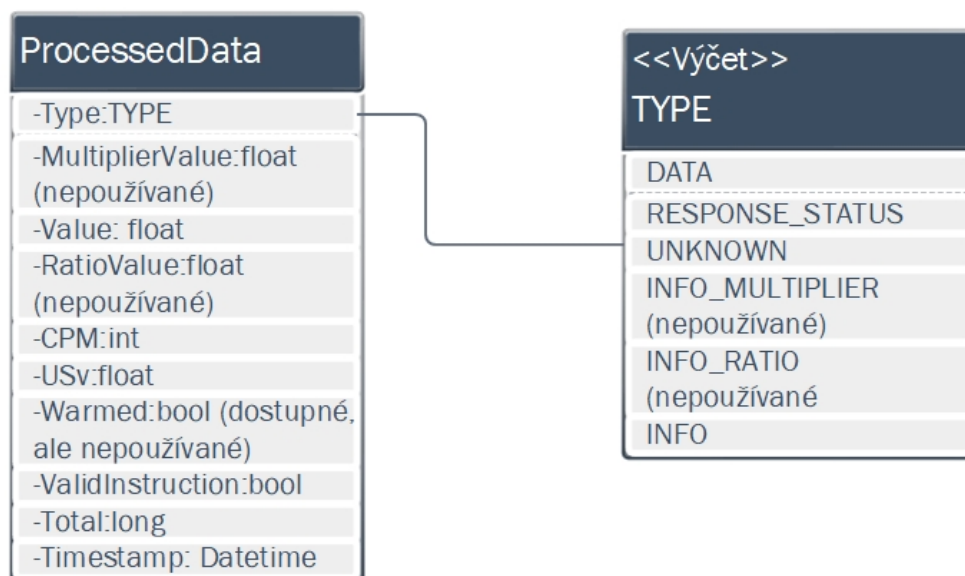 ProcessedData
-Type:TYPE
-MultiplierValue:float
(nepoužívané)
-Value: float
-RatioValue:float
(nepoužívané)
-CPM:int
-USv:float
-Warmed:bool (dostupné,
ale nepoužívané)
-ValidInstruction:bool
-Total:long
-Timestamp: Datetime
<<Výčet>>
TYPE
DATA
RESPONSE_STATUS
UNKNOWN
INFO_MULTIPLIER
(nepoužívané)
INFO_RATIO
(nepoužívané
INFO